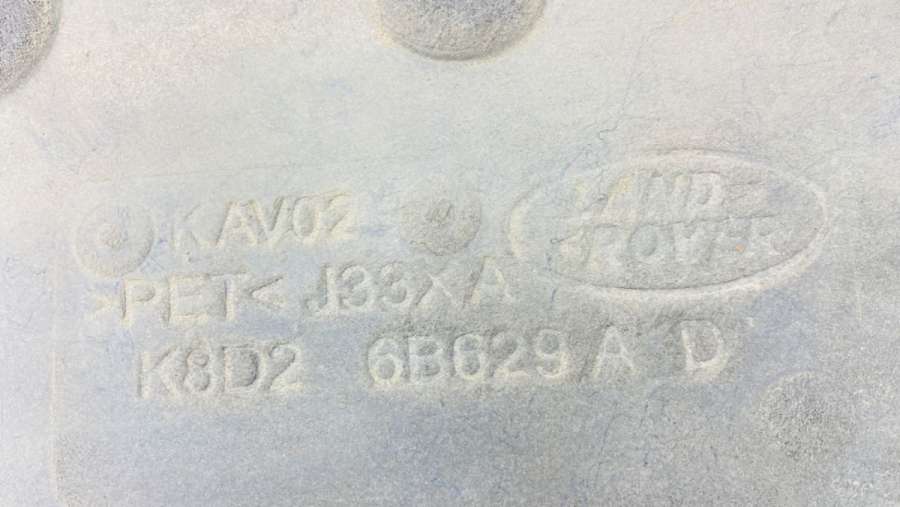 KAV02
LAND
ROVER
>PET< J33XA
K8D2 6B629 A D